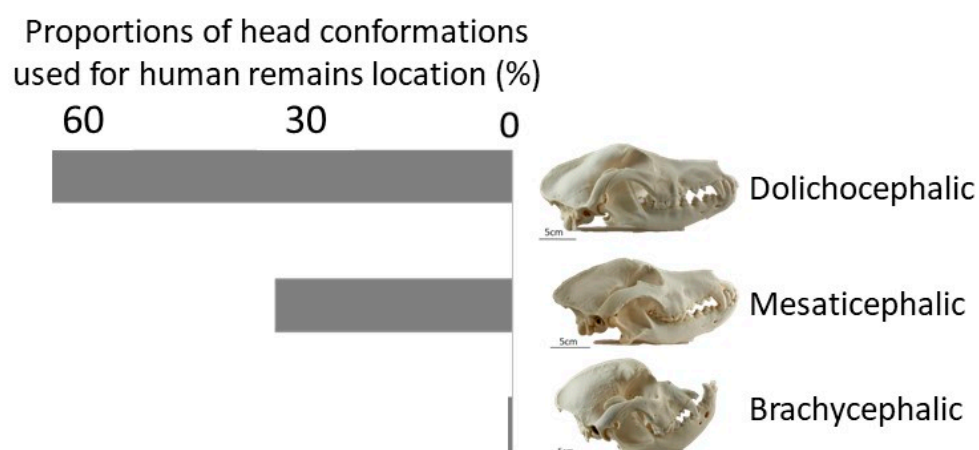 Proportions of head conformations
used for human remains location (%)
60 30 0
Dolichocephalic
5cm
Mesaticephalic
5cm
Brachycephalic